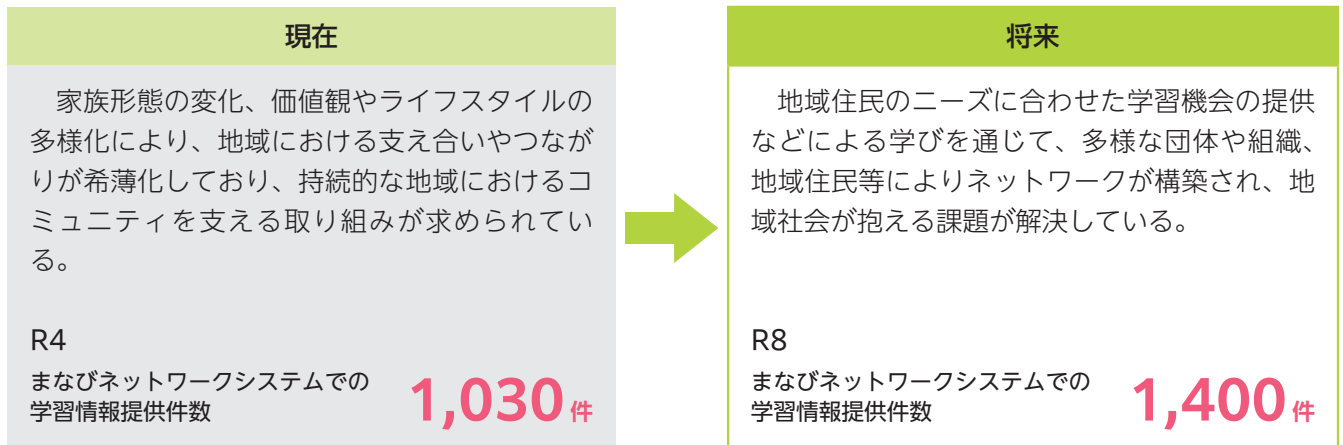 現在
家族形態の変化、価値観やライフスタイルの
多様化により、地域における支え合いやつなが
りが希薄化しており、持続的な地域におけるコ
ミュニティを支える取り組みが求められてい
る。
R4
まなびネットワークシステムでの
学習情報提供件数
1,030件
将来
地域住民のニーズに合わせた学習機会の提供
などによる学びを通じて、多様な団体や組織、
地域住民等によりネットワークが構築され、地
域社会が抱える課題が解決している。
R8
まなびネットワークシステムでの
学習情報提供件数
1,400件